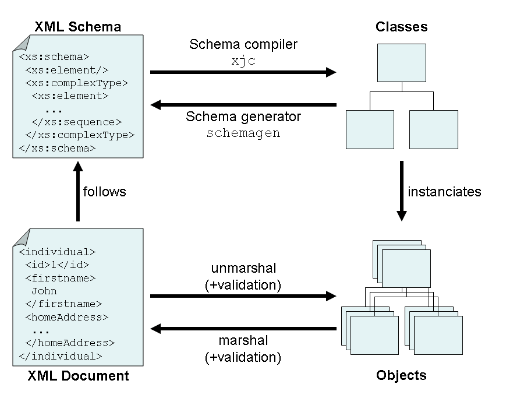 XML Schema
<xs:schema>
<xs:element/>
<xs:complexType>
<xs:element>
...
</xs:sequence>
</xs:complexType>
</xs:schema>
Schema compiler
xjc
Schema generator
schemagen
Classes
follows
instanciates
<individual>
<id>1</id>
<firstname>
John
</firstname>
<homeAddress>
...
</homeAddress>
</individual>
XML Document
unmarshal
(+validation)
marshal
(+validation)
Objects